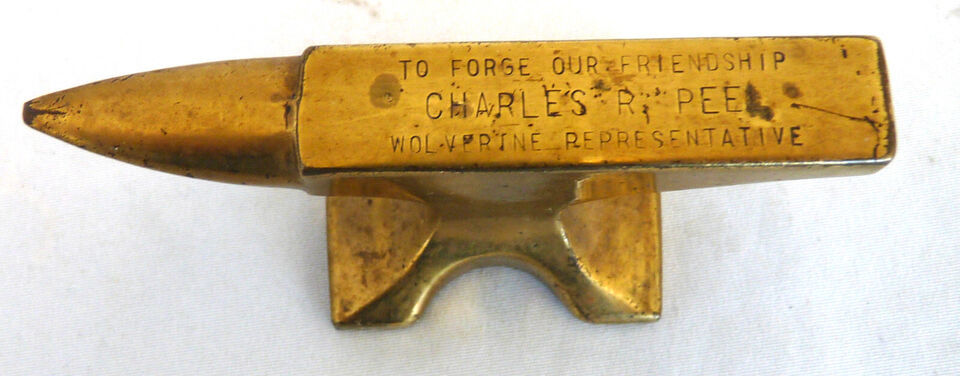 TO FORGE OUR FRIENDSHIP
CHARLES R. PEEL
WOLVERINE REPRESENTATIVE